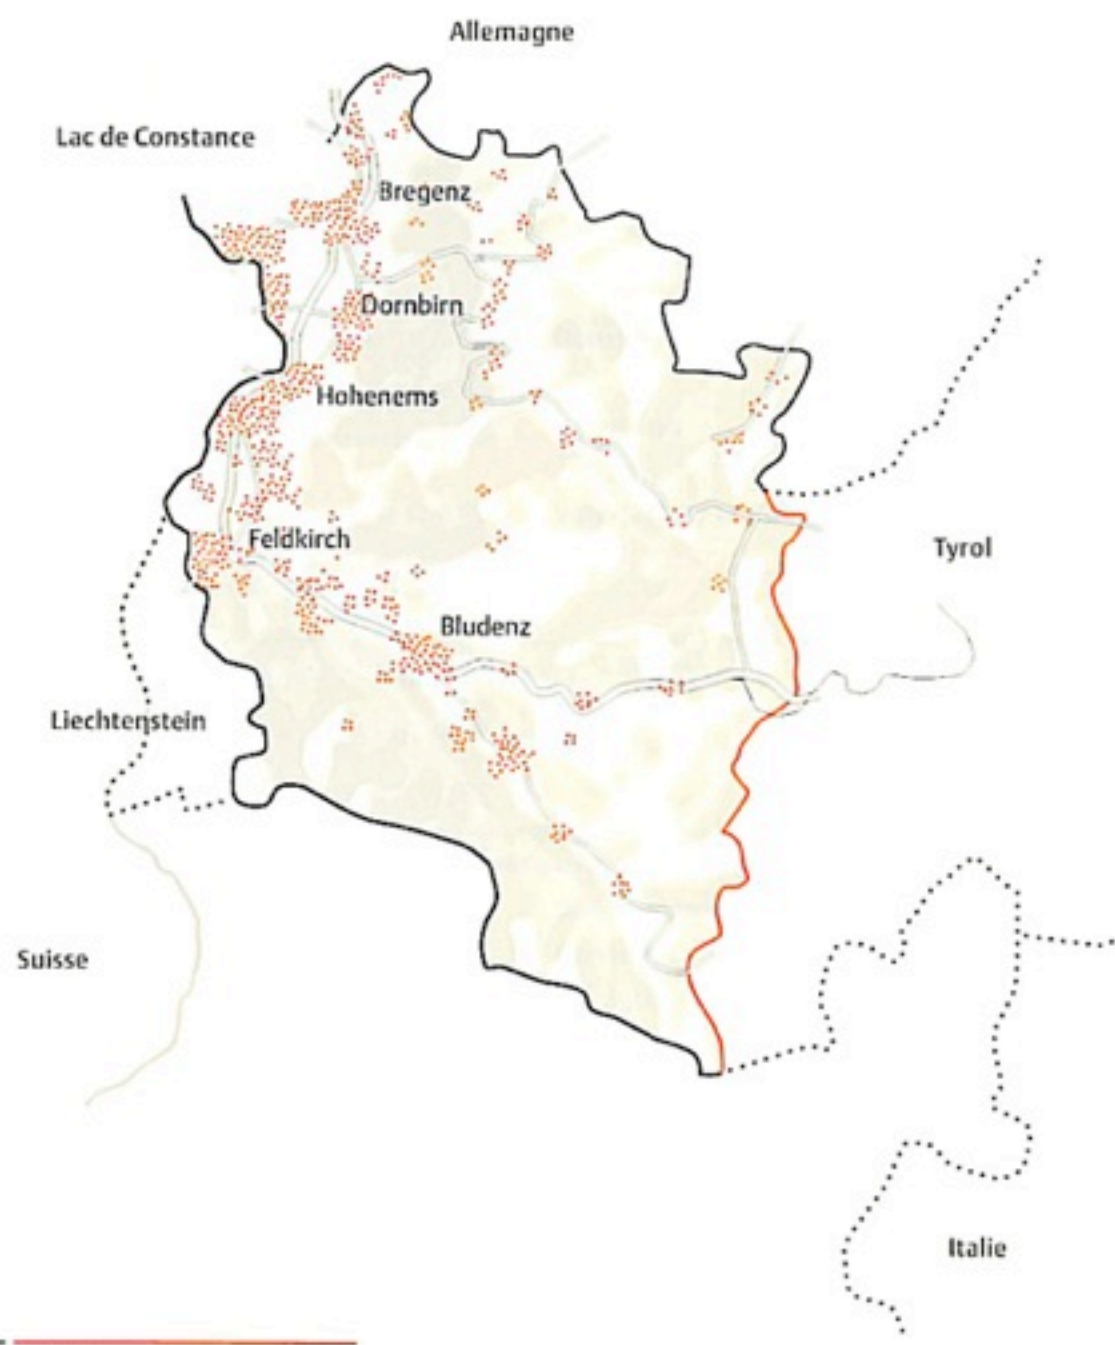 Allemagne
Lac de Constance
Bregenz
Dornbirn
Hohenems
Feldkirch
Tyrol
Bludenz
Liechtenstein
Suisse
Italie